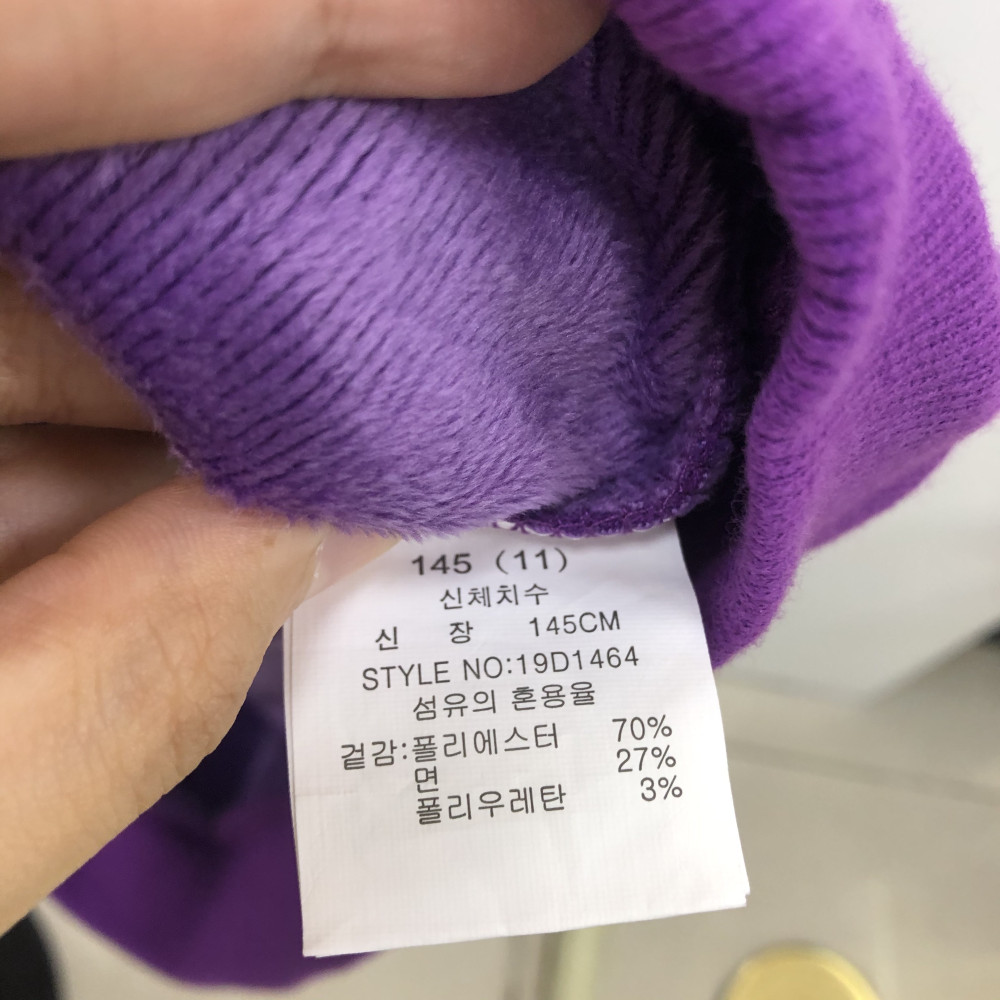 145 (11)
신체치수
신 장 145CM
STYLE NO:19D1464
섬유의 혼용율
겉감:폴리에스터 70%
면 27%
폴리우레탄 3%